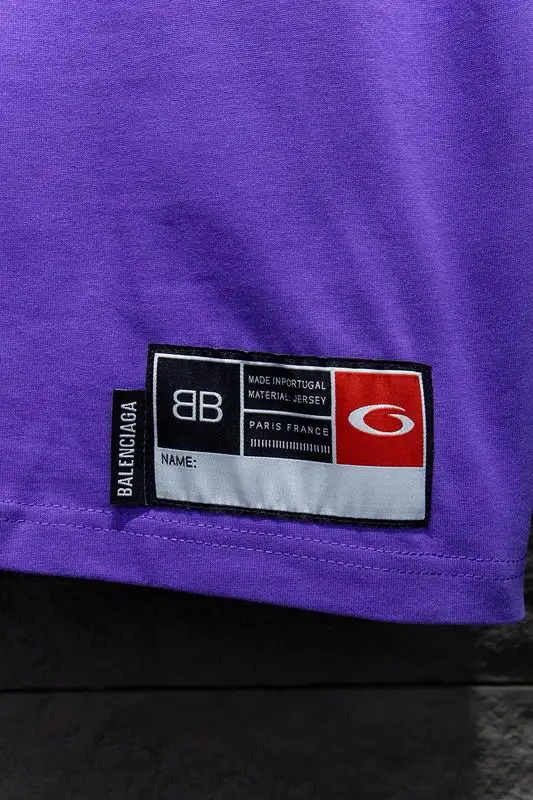 BALENCIAGA
BB
MADE INPORTUGAL
MATERIAL: JERSEY
PARIS FRANCE
NAME: